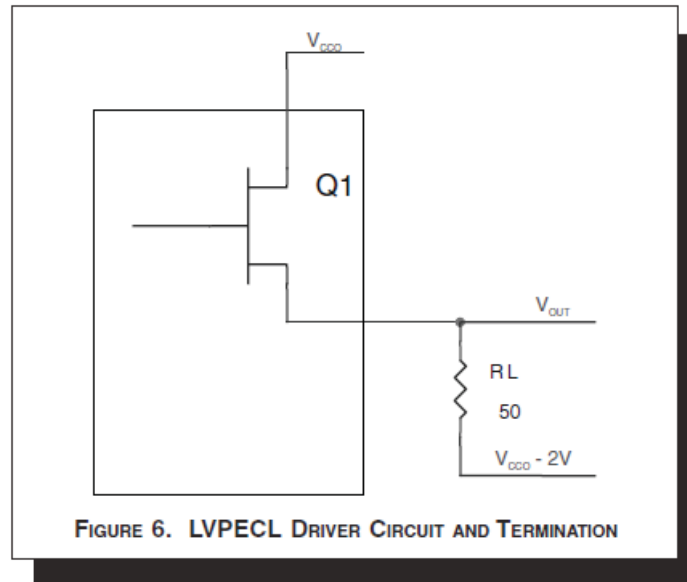 VCCO
Q1
VOUT
RL
50
VCCO - 2V
FIGURE 6. LVPECL DRIVER CIRCUIT AND TERMINATION